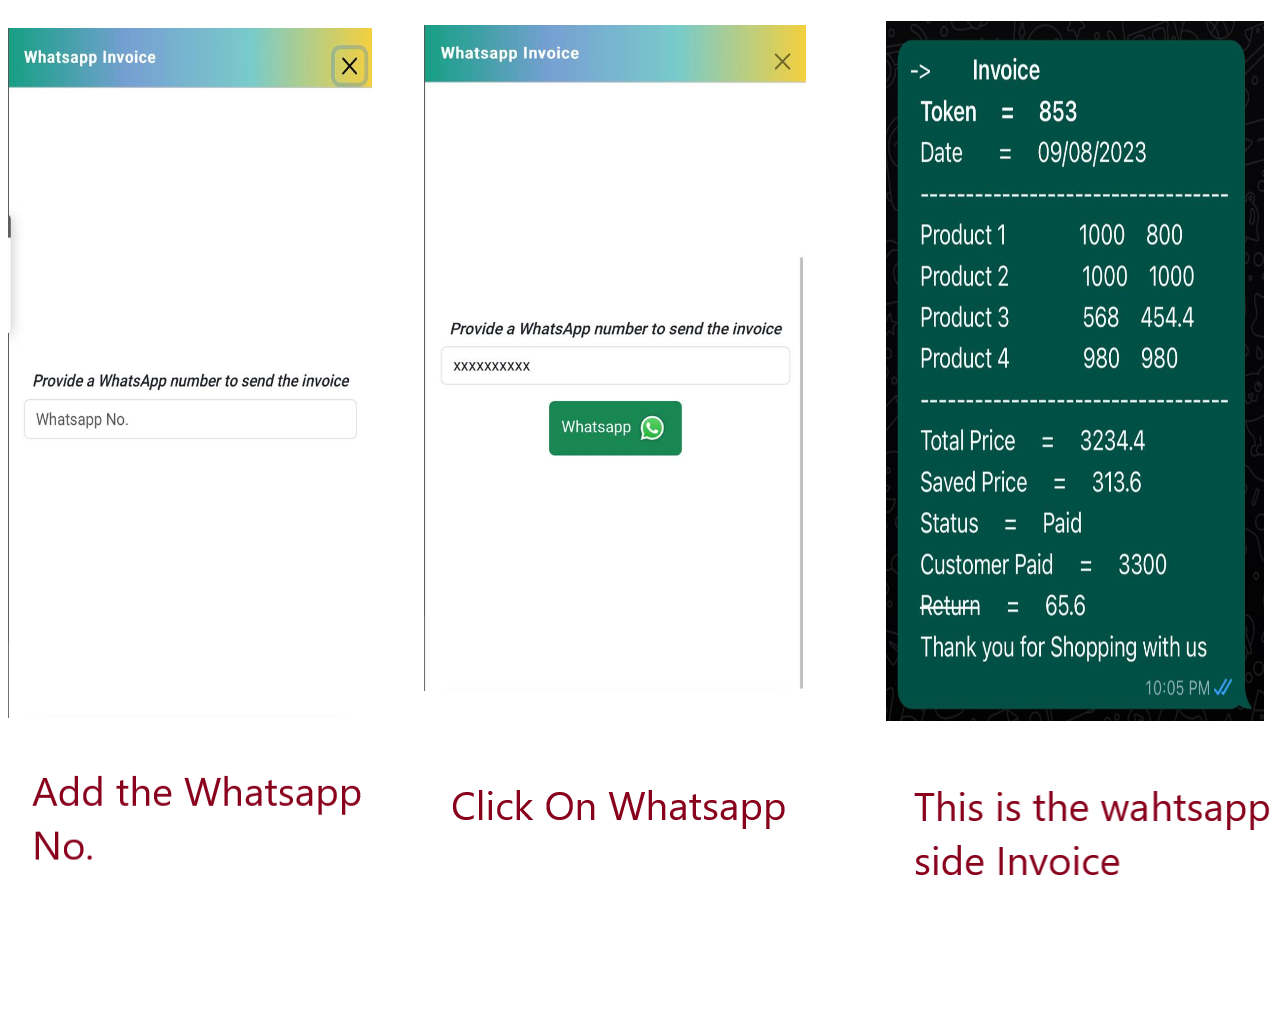 Whatsapp Invoice
Provide a WhatsApp number to send the invoice
Whatsapp No.
Add the Whatsapp
No.
Whatsapp Invoice
Provide a WhatsApp number to send the invoice
xxxxxxxxxx
Whatsapp
Click On Whatsapp
-> Invoice
Token = 853
Date = 09/08/2023
----------------------------------
Product 1 1000 800
Product 2 1000 1000
Product 3 568 454.4
Product 4 980 980
----------------------------------
Total Price = 3234.4
Saved Price = 313.6
Status = Paid
Customer Paid = 3300
Return = 65.6
Thank you for Shopping with us
10:05 PM
This is the wahtsapp
side Invoice